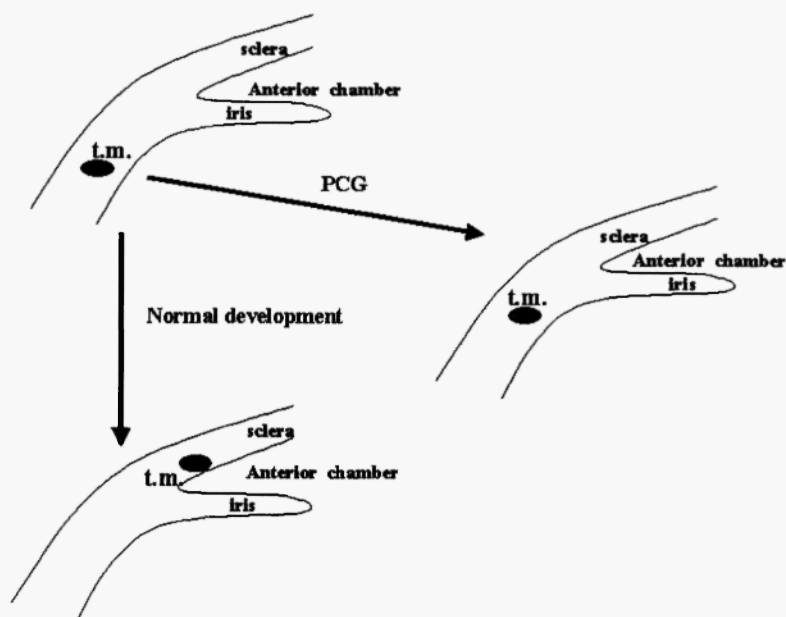 sclera
Anterior chamber
iris
t.m.
PCG
sclera
Anterior chamber
iris
t.m.
Normal development
sclera
t.m.
Anterior chamber
iris